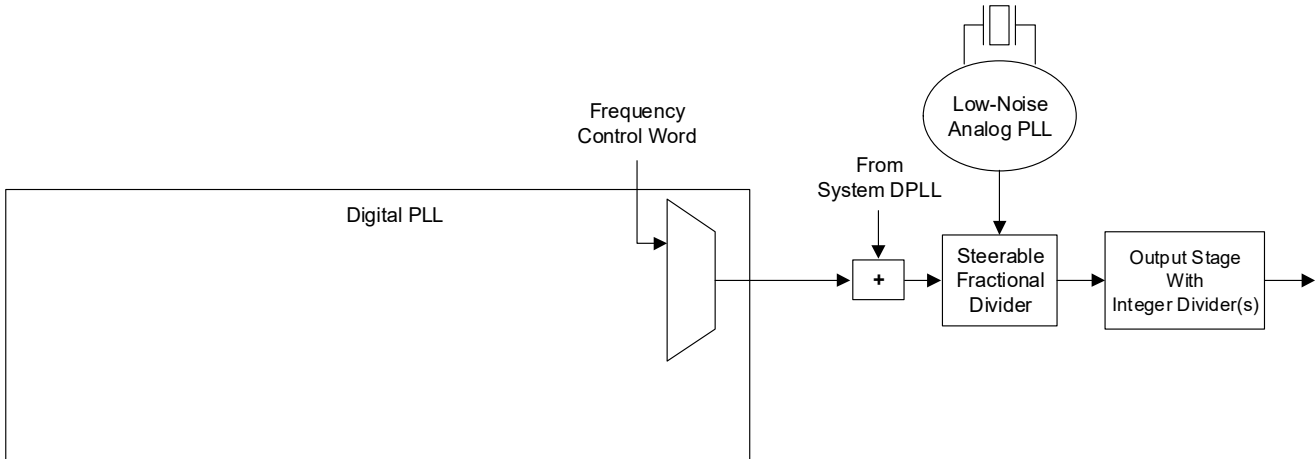 Low-Noise
Analog PLL
Frequency
Control Word
From
System DPLL
Digital PLL
+
Steerable
Fractional
Divider
Output Stage
With
Integer Divider(s)